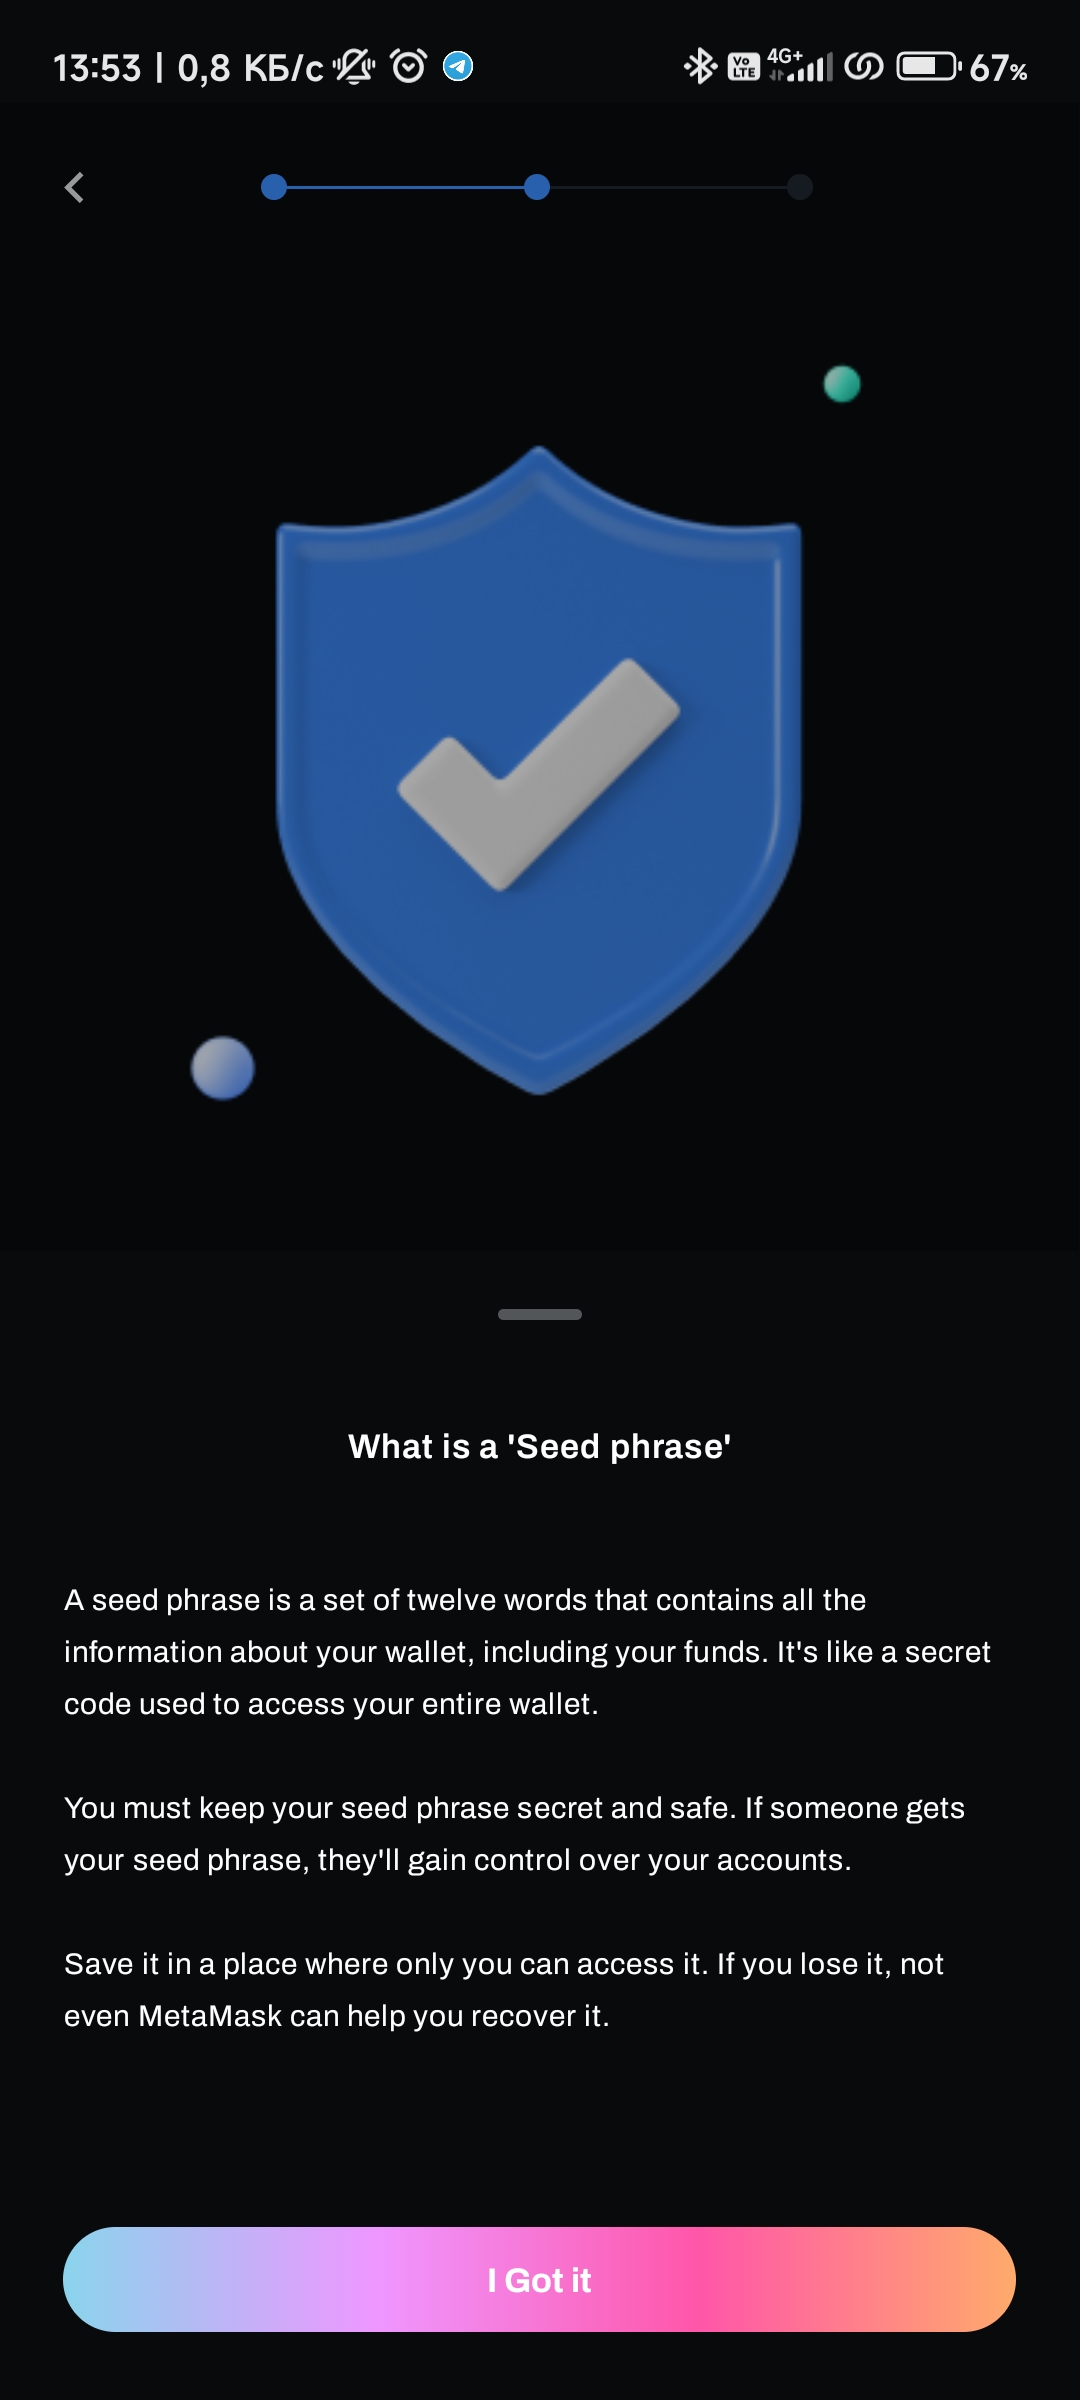 13:53 | 0,8 КБ/с Vo LTE 4G+ 67%
What is a 'Seed phrase'
A seed phrase is a set of twelve words that contains all the
information about your wallet, including your funds. It's like a secret
code used to access your entire wallet.
You must keep your seed phrase secret and safe. If someone gets
your seed phrase, they'll gain control over your accounts.
Save it in a place where only you can access it. If you lose it, not
even MetaMask can help you recover it.
I Got it